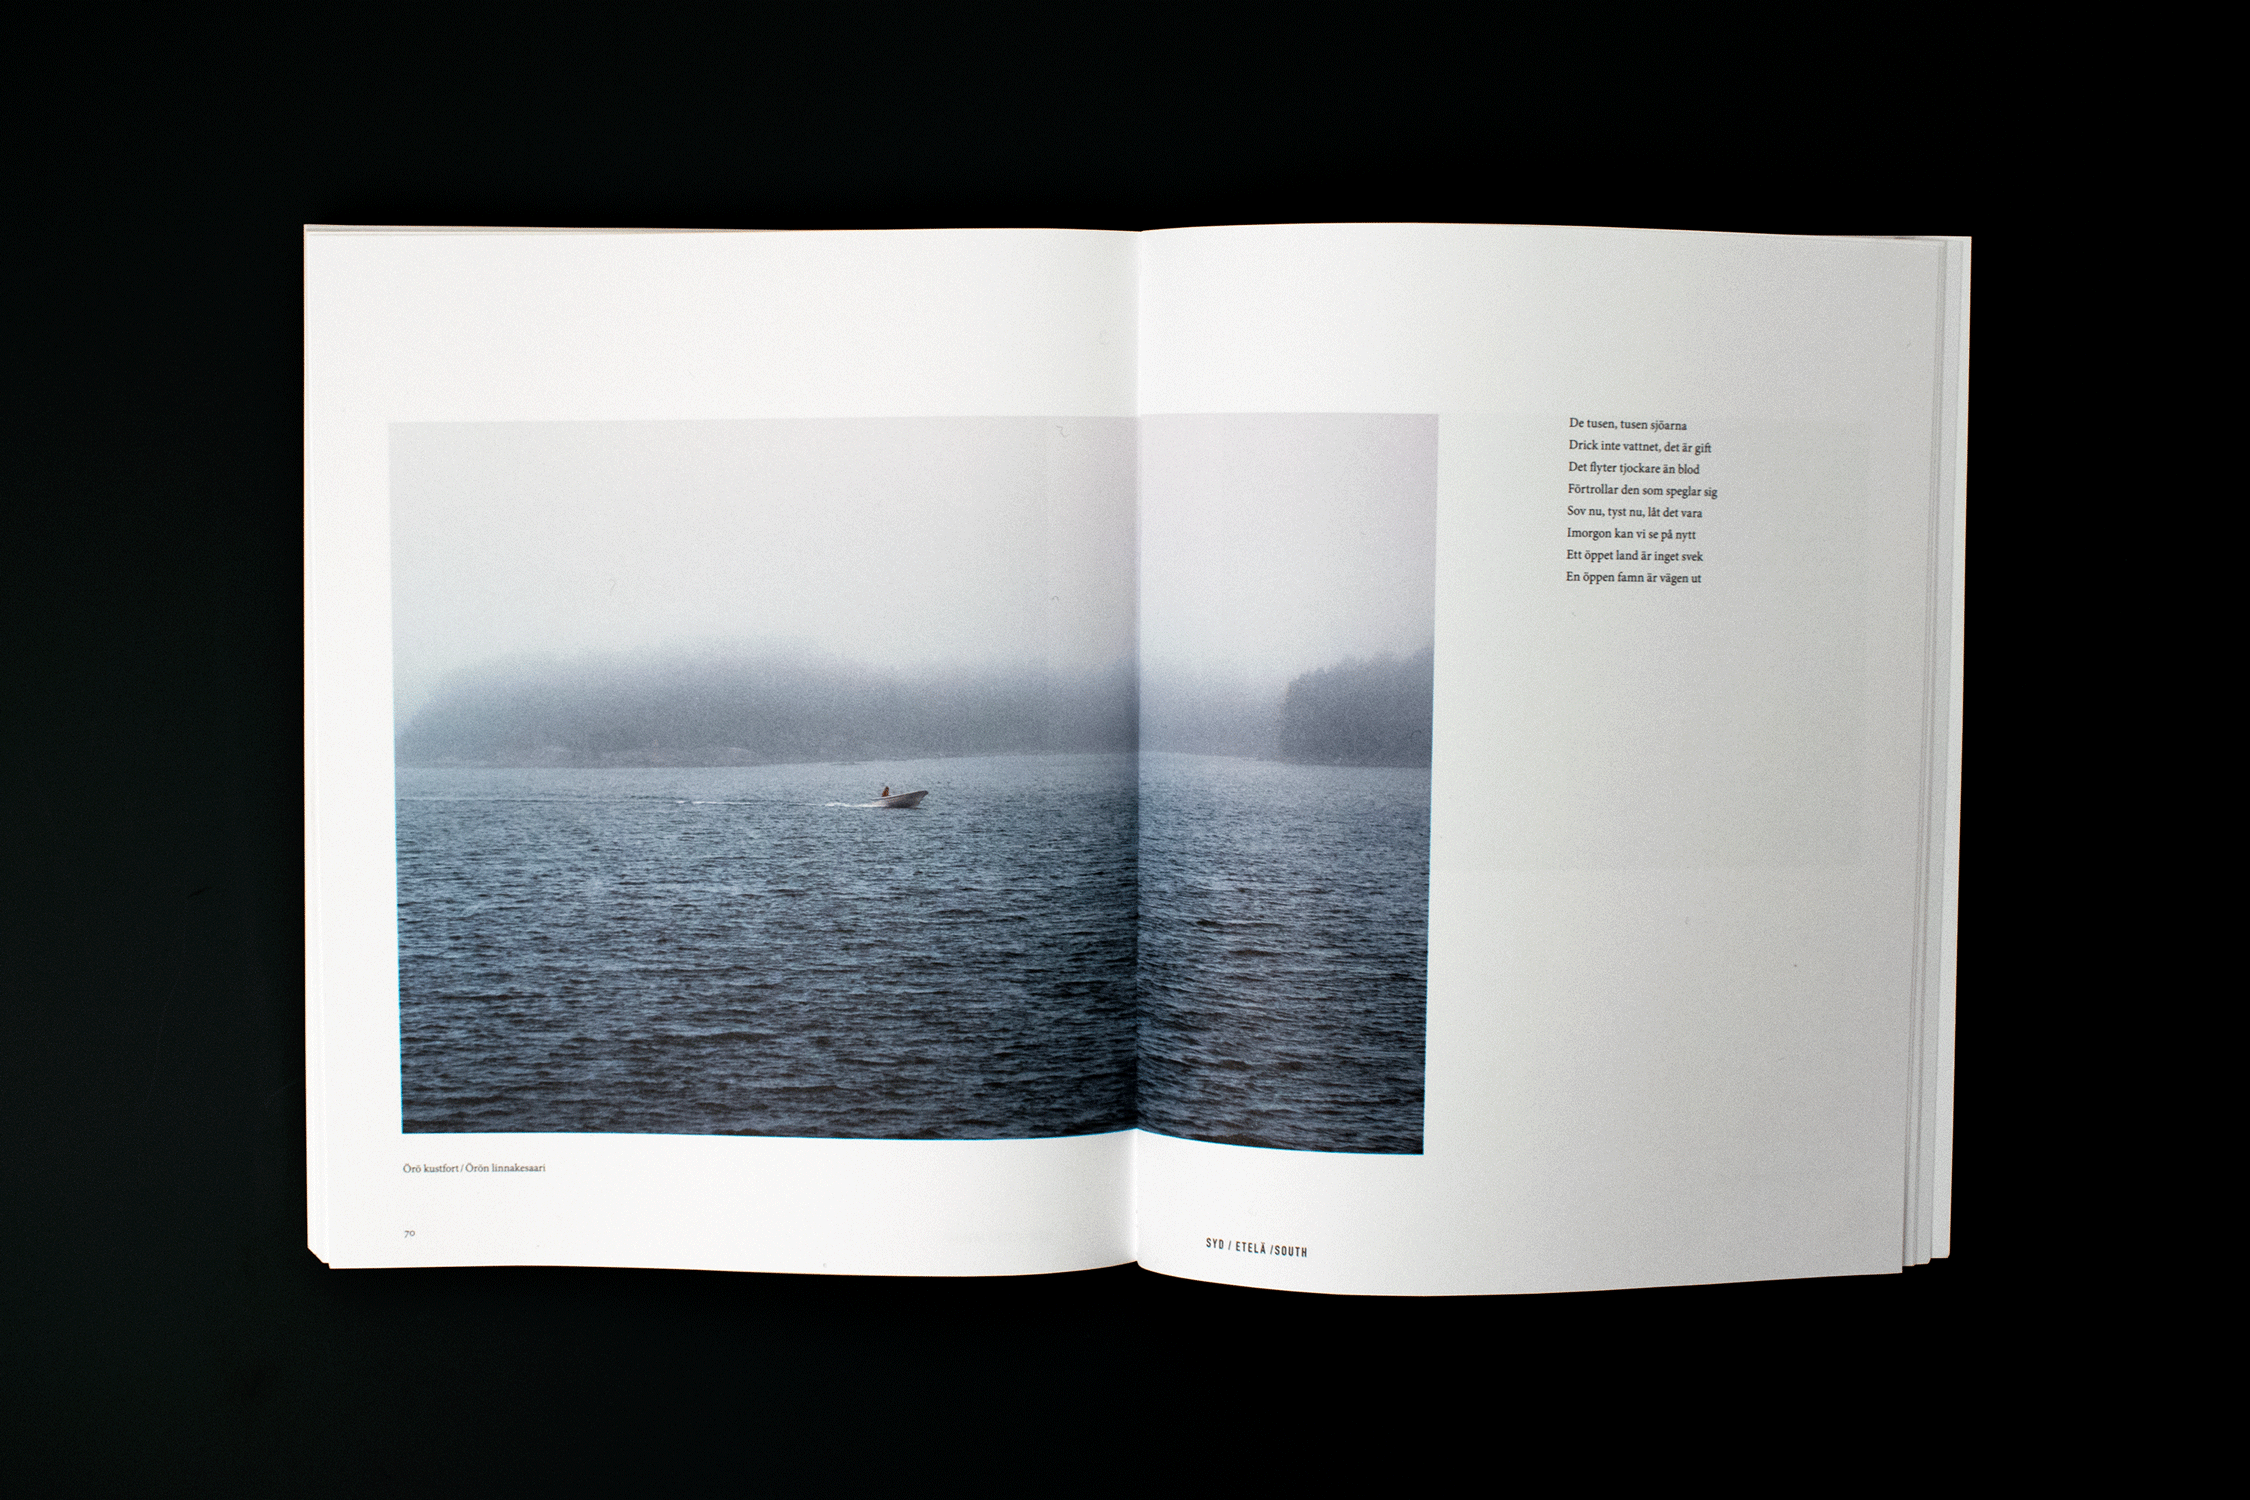 Örö kustfort / Örön linnakesaari
70
De tusen, tusen sjöarna
Drick inte vattnet, det är gift
Det flyter tjockare än blod
Förtrollar den som speglar sig
Sov nu, tyst nu, låt det vara
Imorgon kan vi se på nytt
Ett öppet land är inget svek
En öppen famn är vägen ut
SYD / ETELÄ /SOUTH